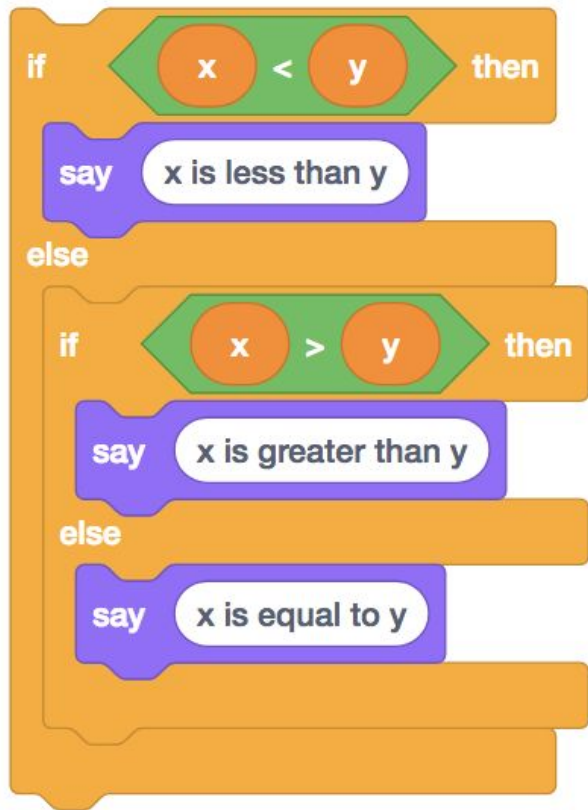 if x < y then
say x is less than y
else
if x > y then
say x is greater than y
else
say x is equal to y